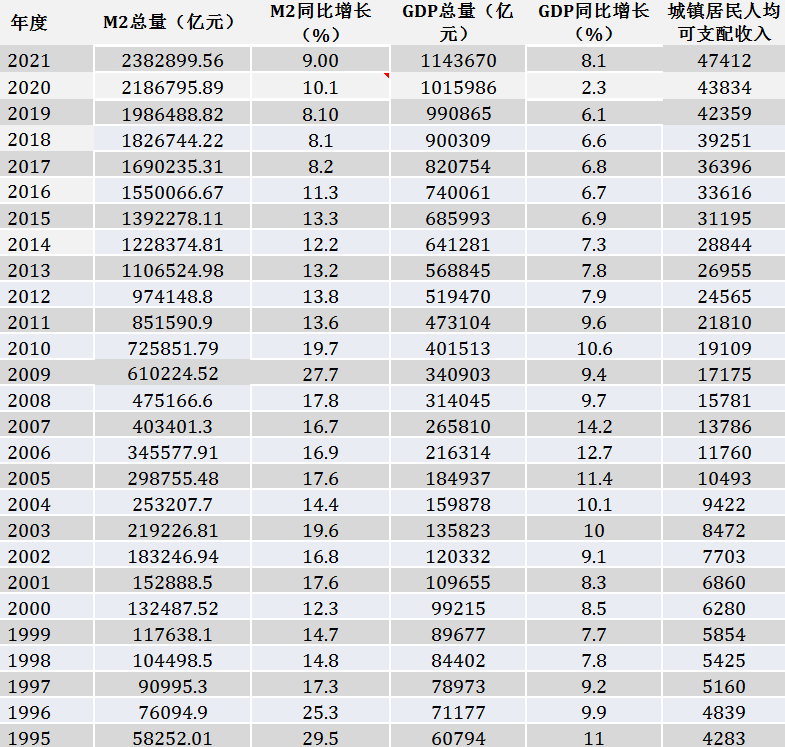 年度 M2总量（亿元） M2同比增长（%） GDP总量（亿元） GDP同比增长（%） 城镇居民人均可支配收入
2021 2382899.56 9.00 1143670 8.1 47412
2020 2186795.89 10.1 1015986 2.3 43834
2019 1986488.82 8.10 990865 6.1 42359
2018 1826744.22 8.1 900309 6.6 39251
2017 1690235.31 8.2 820754 6.8 36396
2016 1550066.67 11.3 740061 6.7 33616
2015 1392278.11 13.3 685993 6.9 31195
2014 1228374.81 12.2 641281 7.3 28844
2013 1106524.98 13.2 568845 7.8 26955
2012 974148.8 13.8 519470 7.9 24565
2011 851590.9 13.6 473104 9.6 21810
2010 725851.79 19.7 401513 10.6 19109
2009 610224.52 27.7 340903 9.4 17175
2008 475166.6 17.8 314045 9.7 15781
2007 403401.3 16.7 265810 14.2 13786
2006 345577.91 16.9 216314 12.7 11760
2005 298755.48 17.6 184937 11.4 10493
2004 253207.7 14.4 159878 10.1 9422
2003 219226.81 19.6 135823 10 8472
2002 183246.94 16.8 120332 9.1 7703
2001 152888.5 17.6 109655 8.3 6860
2000 132487.52 12.3 99215 8.5 6280
1999 117638.1 14.7 89677 7.7 5854
1998 104498.5 14.8 84402 7.8 5425
1997 90995.3 17.3 78973 9.2 5160
1996 76094.9 25.3 71177 9.9 4839
1995 58252.01 29.5 60794 11 4283